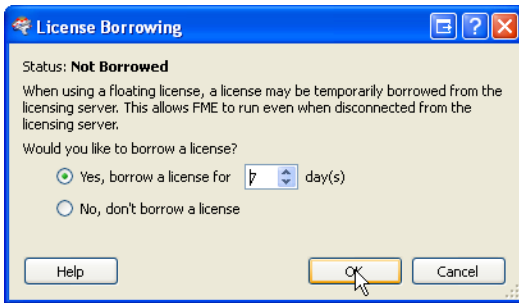 License Borrowing
Status: Not Borrowed
When using a floating license, a license may be temporarily borrowed from the
licensing server. This allows FME to run even when disconnected from the
licensing server.
Would you like to borrow a license?
Yes, borrow a license for 7 day(s)
No, don't borrow a license
Help OK Cancel